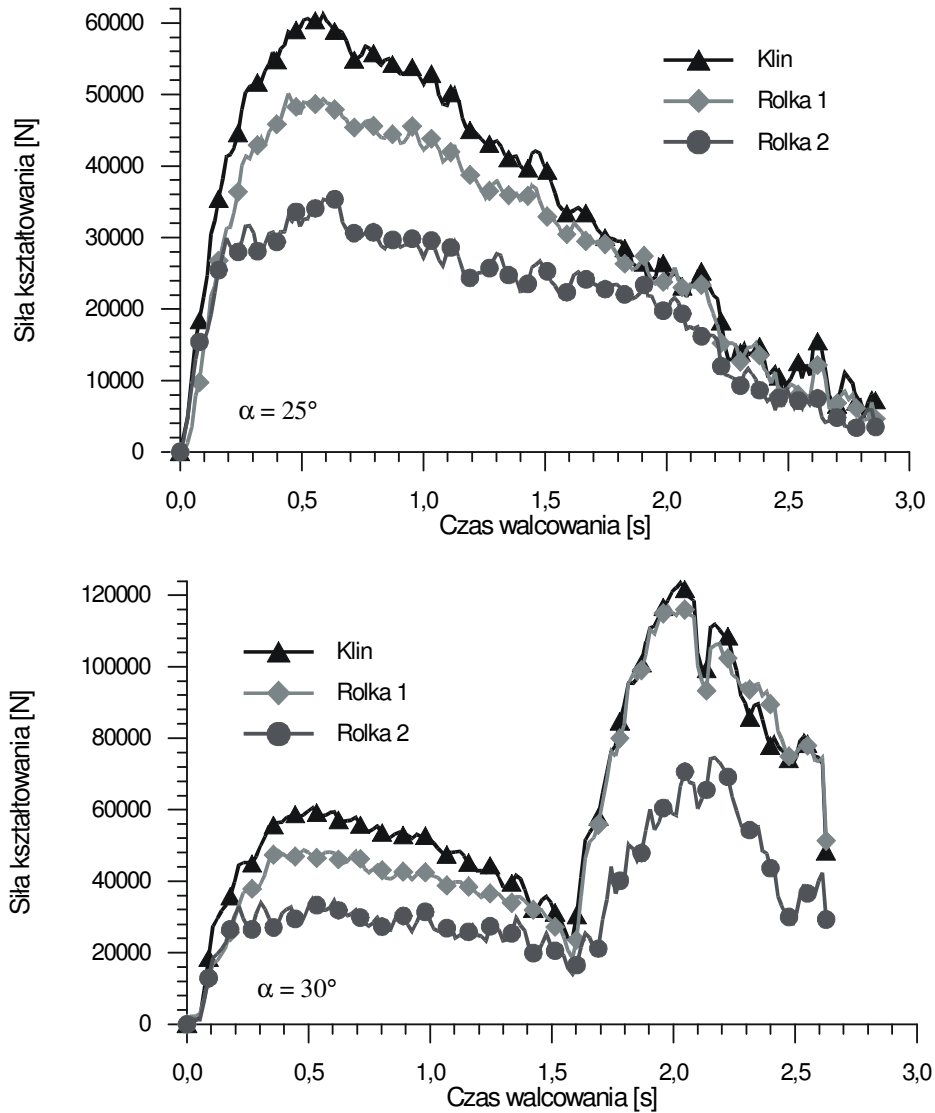 60000
50000
40000
30000
20000
10000
0
Siła kształtowania [N]
Klin
Rolka 1
Rolka 2
α = 25°
0,0 0,5 1,0 1,5 2,0 2,5 3,0
Czas walcowania [s]
120000
100000
80000
60000
40000
20000
0
Siła kształtowania [N]
Klin
Rolka 1
Rolka 2
α = 30°
0,0 0,5 1,0 1,5 2,0 2,5 3,0
Czas walcowania [s]